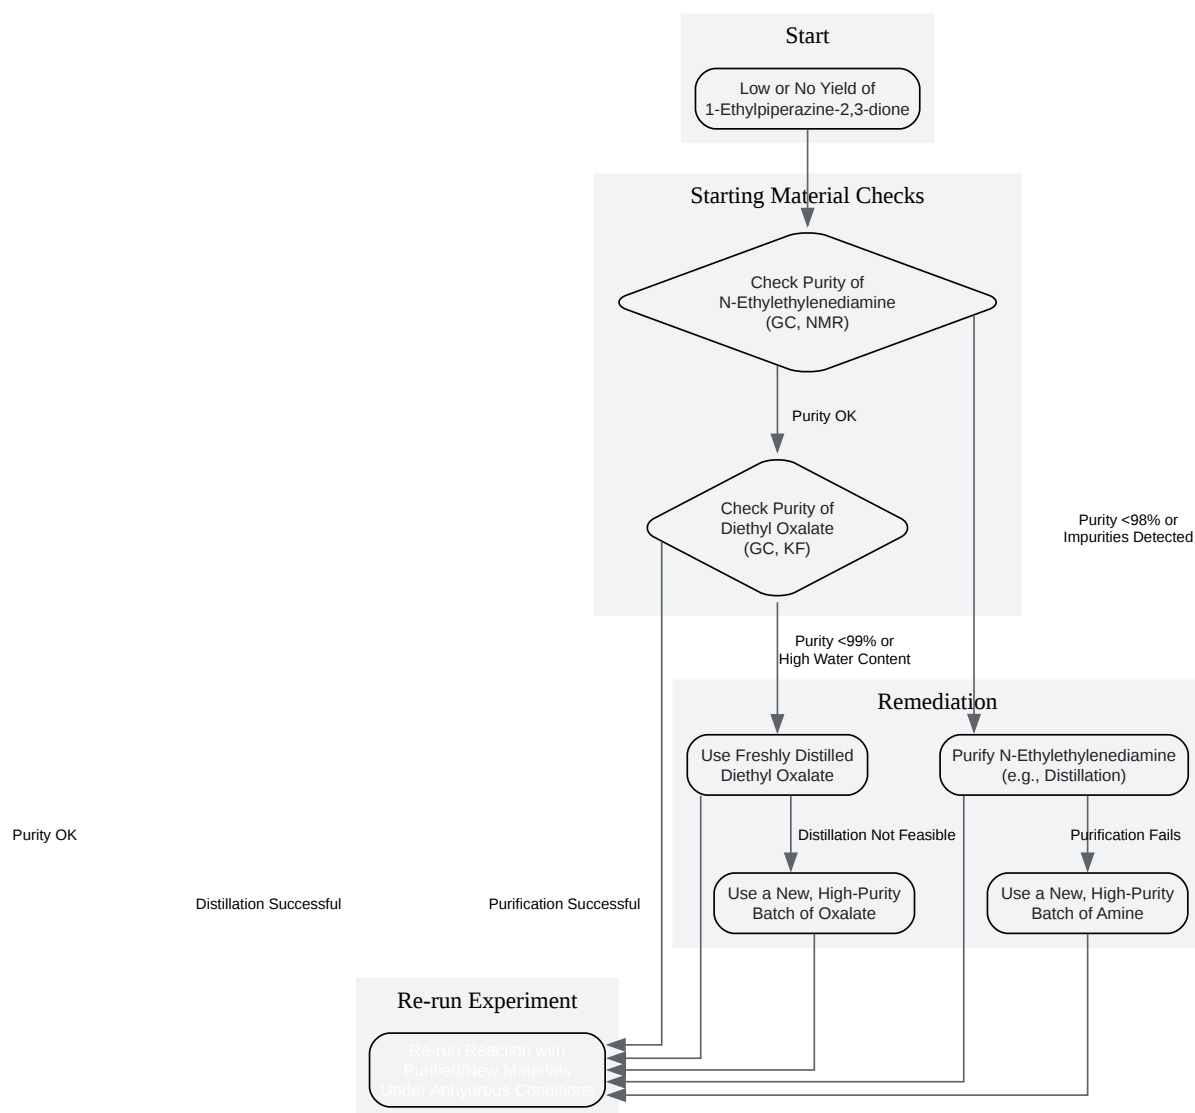 Start
Low or No Yield of
1-Ethylpiperazine-2,3-dione
Starting Material Checks
Check Purity of
N-Ethylethylenediamine
(GC, NMR)
Purity OK
Check Purity of
Diethyl Oxalate
(GC, KF)
Purity <98% or
Impurities Detected
Purity <99% or
High Water Content
Remediation
Use Freshly Distilled
Diethyl Oxalate
Purify N-Ethylethylenediamine
(e.g., Distillation)
Purity OK
Distillation Not Feasible
Purification Fails
Distillation Successful
Purification Successful
Use a New, High-Purity
Batch of Oxalate
Use a New, High-Purity
Batch of Amine
Re-run Experiment
Re-run Reaction with
Purified/New Materials
Under Anhydrous Conditions